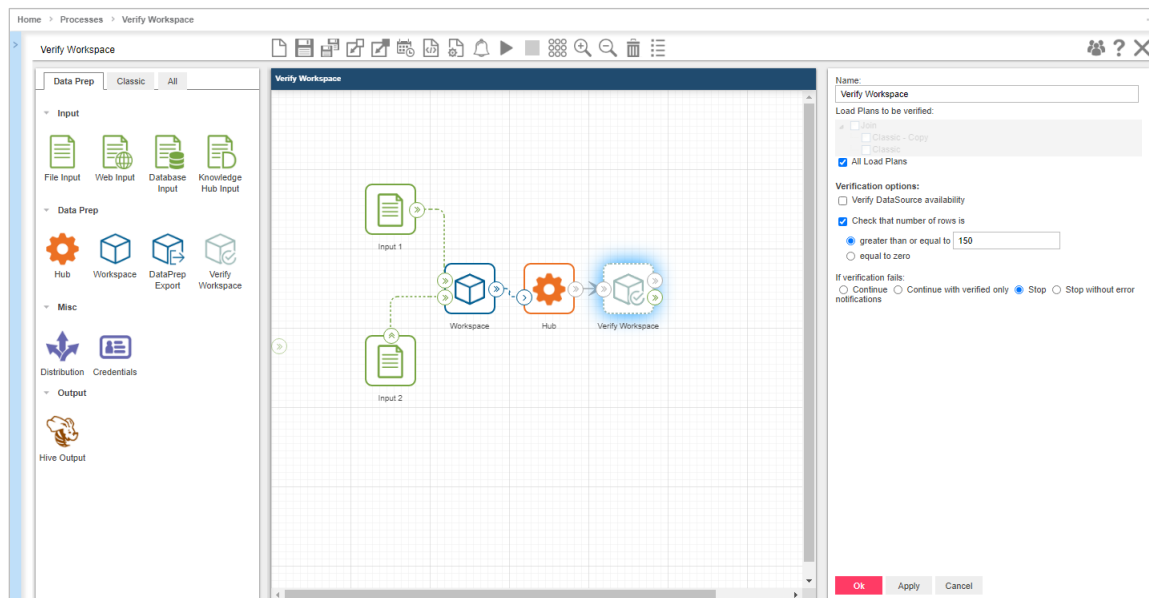 Home > Processes > Verify Workspace
Verify Workspace
Data Prep
Classic
All
Input
File Input
Web Input
Database Input
Knowledge Hub Input
Data Prep
Hub
Workspace
DataPrep Export
Verify Workspace
Misc
Distribution
Credentials
Output
Hive Output
Verify Workspace
Input 1
Workspace
Hub
Verify Workspace
Input 2
Name:
Verify Workspace
Load Plans to be verified:
Join
Classic - Copy
Classic
All Load Plans
Verification options:
Verify DataSource availability
Check that number of rows is
greater than or equal to 150
equal to zero
If verification fails:
Continue Continue with verified only Stop Stop without error
notifications
Ok
Apply
Cancel